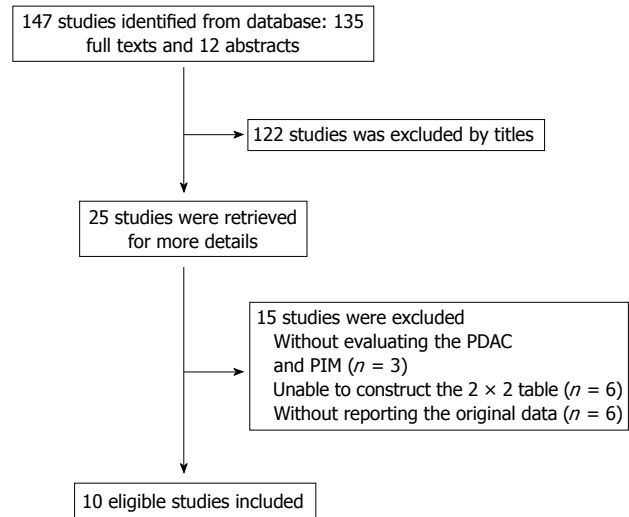 147 studies identified from database: 135
full texts and 12 abstracts
122 studies was excluded by titles
25 studies were retrieved
for more details
15 studies were excluded
Without evaluating the PDAC
and PIM (n = 3)
Unable to construct the 2 × 2 table (n = 6)
Without reporting the original data (n = 6)
10 eligible studies included